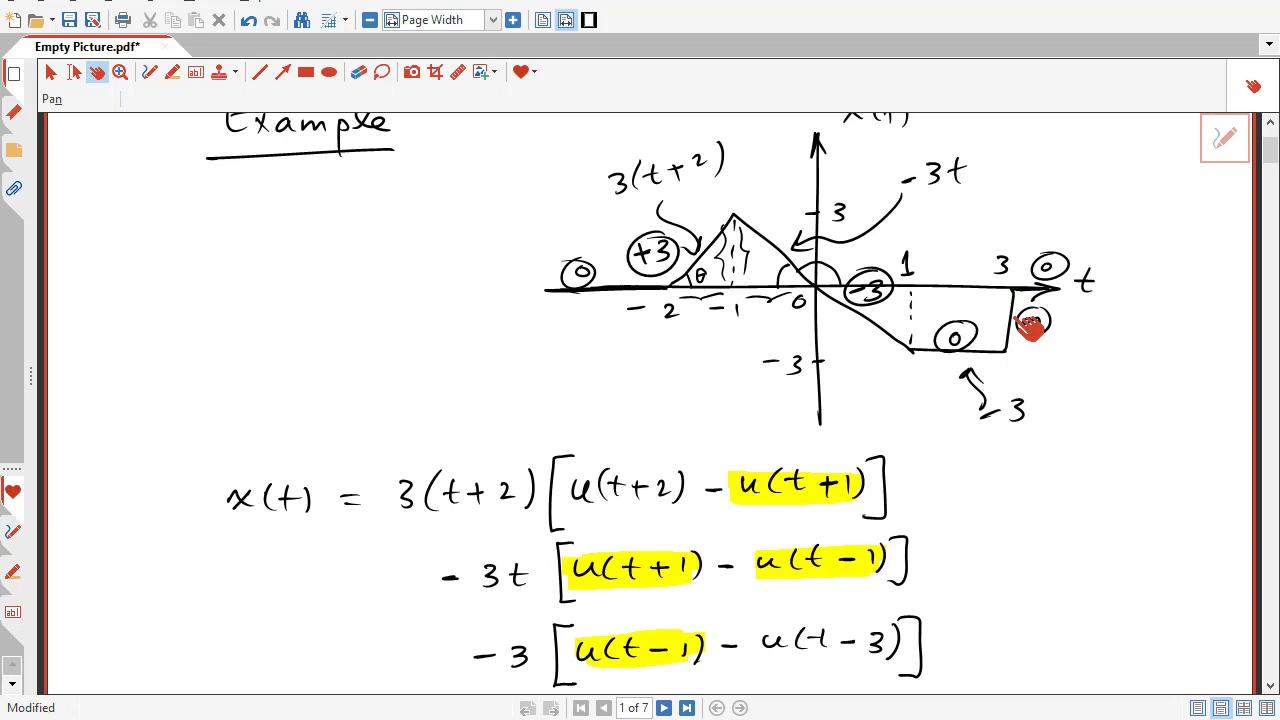 Page Width
Empty Picture.pdf*
Pan
Example
x(t)
3(t+2)
- 3t
3
+3
0
θ
1
3
0
t
- 2
- 1
0
-3
0
- 3
- 3
x(t) = 3(t+2) [u(t+2) - u(t+1)]
- 3t [u(t+1) - u(t-1)]
- 3 [u(t-1) - u(t-3)]
Modified
1 of 7